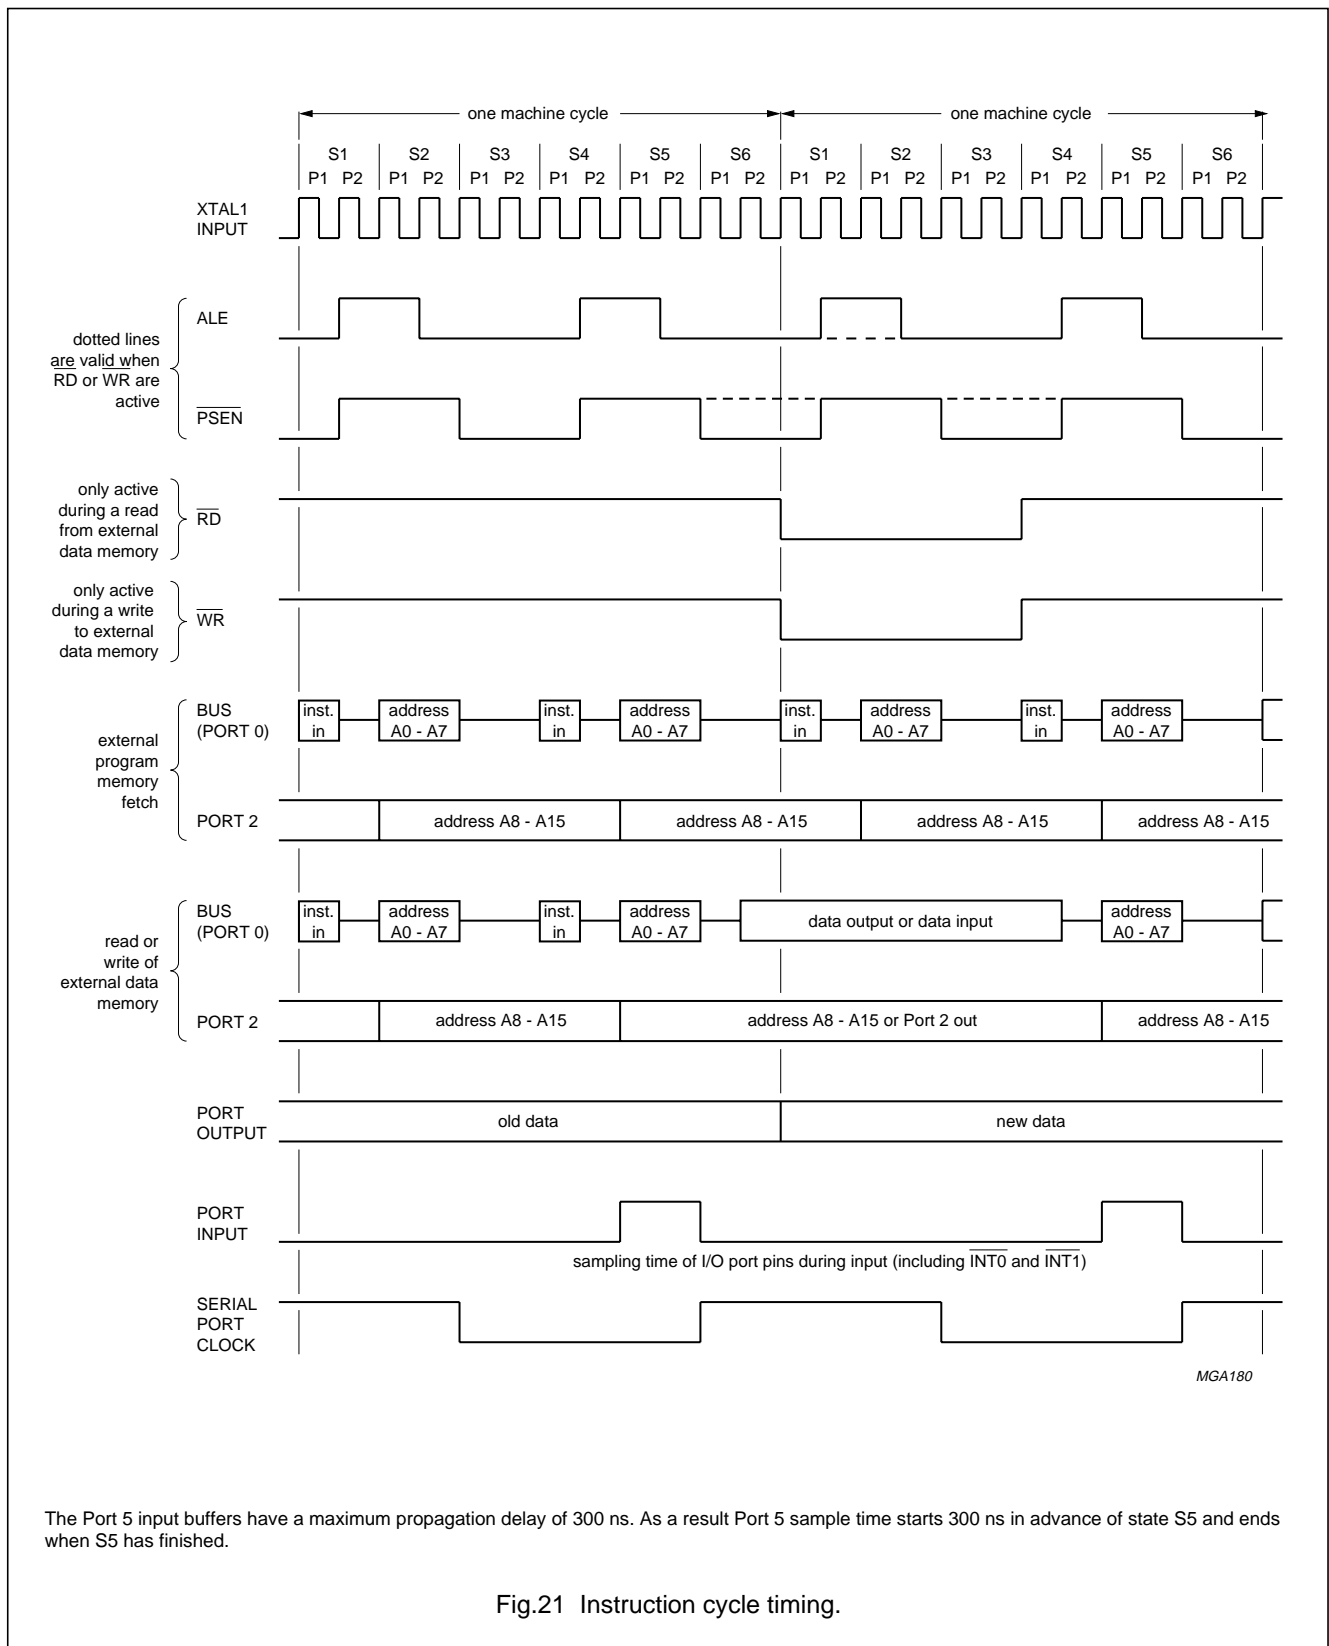 one machine cycle one machine cycle
S1 S2 S3 S4 S5 S6 S1 S2 S3 S4 S5 S6
P1 P2 P1 P2 P1 P2 P1 P2 P1 P2 P1 P2 P1 P2 P1 P2 P1 P2 P1 P2 P1 P2 P1 P2
XTAL1
INPUT
dotted lines
are valid when
RD or WR are
active
ALE
PSEN
only active
during a read
from external
data memory
RD
only active
during a write
to external
data memory
WR
external
program
memory
fetch
BUS
(PORT 0)
inst. address inst. address inst. address inst. address
in A0 - A7 in A0 - A7 in A0 - A7 in A0 - A7
PORT 2 address A8 - A15 address A8 - A15 address A8 - A15 address A8 - A15
read or
write of
external data
memory
BUS
(PORT 0)
inst. address inst. address data output or data input address
in A0 - A7 in A0 - A7 A0 - A7
PORT 2 address A8 - A15 address A8 - A15 or Port 2 out address A8 - A15
PORT
OUTPUT
old data new data
PORT
INPUT
sampling time of I/O port pins during input (including INT0 and INT1)
SERIAL
PORT
CLOCK
MGA180
The Port 5 input buffers have a maximum propagation delay of 300 ns. As a result Port 5 sample time starts 300 ns in advance of state S5 and ends
when S5 has finished.
Fig.21 Instruction cycle timing.